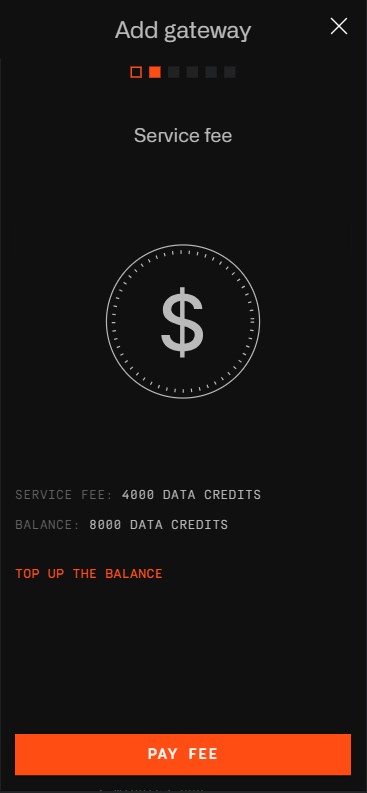 Add gateway
Service fee
$
SERVICE FEE: 4000 DATA CREDITS
BALANCE: 8000 DATA CREDITS
TOP UP THE BALANCE
PAY FEE